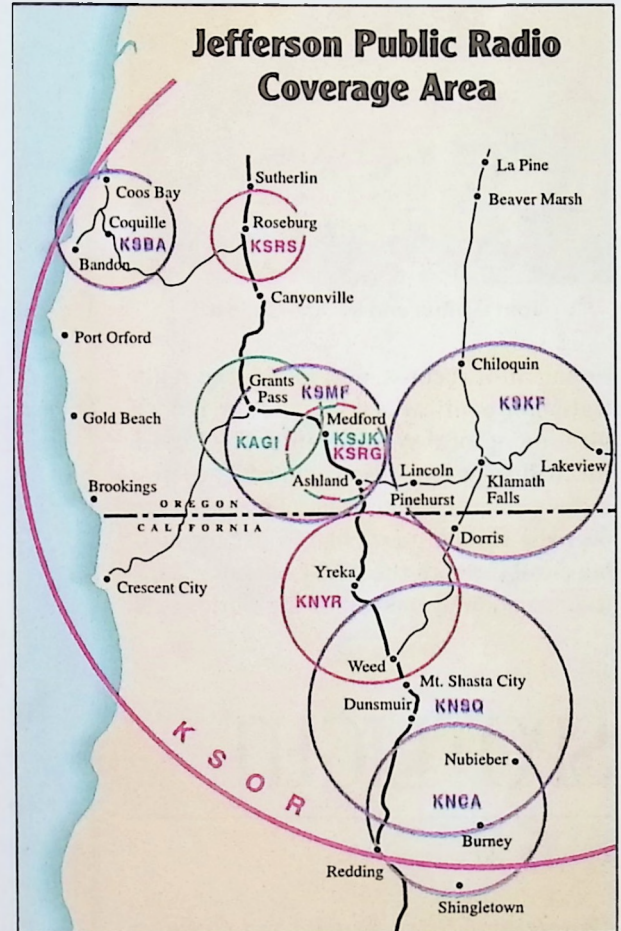 Jefferson Public Radio
Coverage Area
La Pine
Sutherlin
Beaver Marsh
Coos Bay
Coquille
KSBA
Bandon
Roseburg
KSRS
Canyonville
Port Orford
Chiloquin
Grants
Pass
KSMF
KSKF
Gold Beach
Medford
KAGI
KSJK
KSRG
Lakeview
Ashland
Lincoln
Klamath
Falls
Pinehurst
Brookings
OREGON
CALIFORNIA
Dorris
Crescent City
Yreka
KNYR
Weed
Mt. Shasta City
Dunsmuir
KNSQ
KSOR
Nubieber
KNCA
Burney
Redding
Shingletown